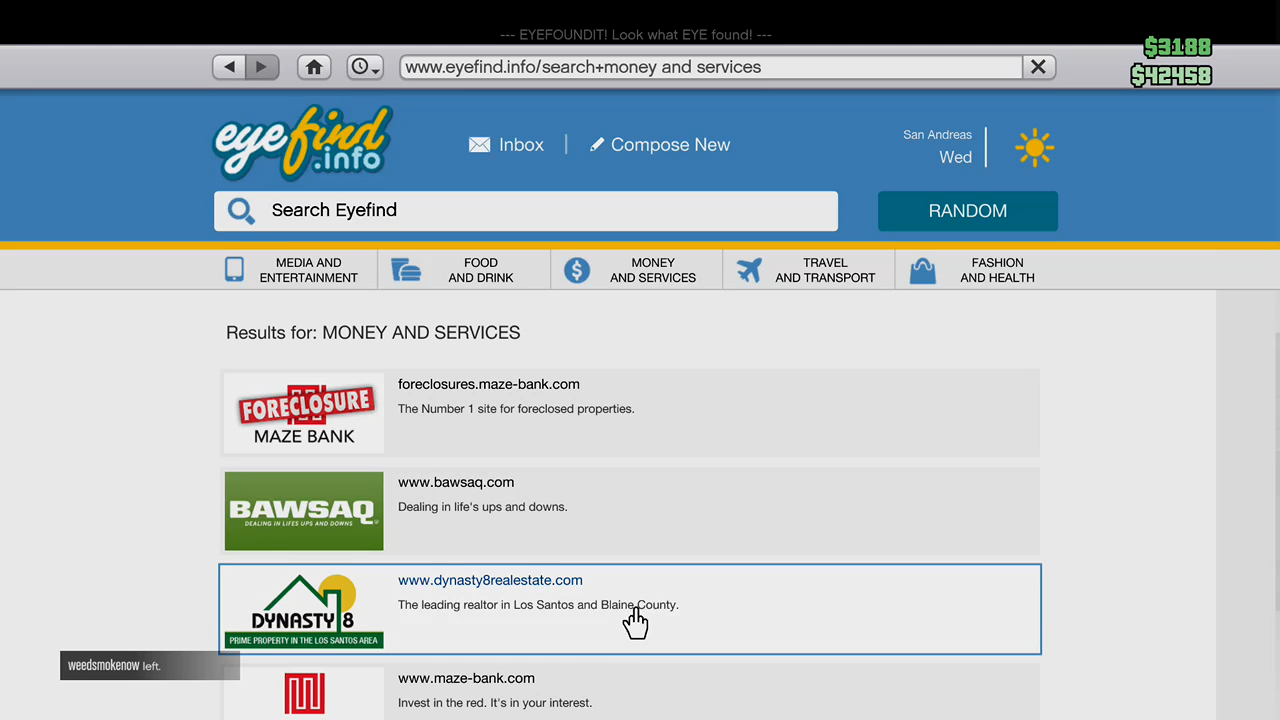 --- EYEFOUNDIT! Look what EYE found! ---
$3188
www.eyefind.info/search+money and services
$42458
eyefind
.info
Inbox
Compose New
San Andreas
Wed
Search Eyefind
RANDOM
MEDIA AND
ENTERTAINMENT
FOOD
AND DRINK
MONEY
AND SERVICES
TRAVEL
AND TRANSPORT
FASHION
AND HEALTH
Results for: MONEY AND SERVICES
FORECLOSURE
MAZE BANK
foreclosures.maze-bank.com
The Number 1 site for foreclosed properties.
BAWSAQ
DEALING IN LIFES UPS AND DOWNS
www.bawsaq.com
Dealing in life's ups and downs.
DYNASTY 8
PRIME PROPERTY IN THE LOS SANTOS AREA
www.dynasty8realestate.com
The leading realtor in Los Santos and Blaine County.
weedsmokenow left.
www.maze-bank.com
Invest in the red. It's in your interest.